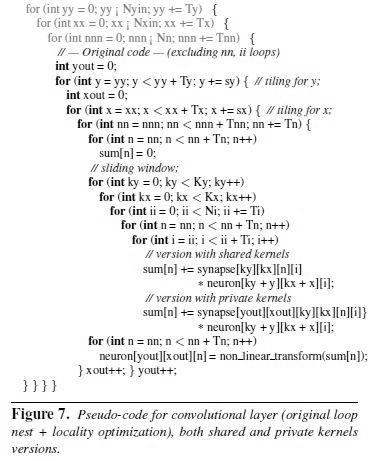 for (int yy = 0; yy ¡ Nyin; yy += Ty) {
for (int xx = 0; xx ¡ Nxin; xx += Tx) {
for (int nnn = 0; nnn ¡ Nn; nnn += Tnn) {
// — Original code — (excluding nn, ii loops)
int yout = 0;
for (int y = yy; y < yy + Ty; y += sy) { // tiling for y;
int xout = 0;
for (int x = xx; x < xx + Tx; x += sx) { // tiling for x;
for (int nn = nnn; nn < nnn + Tnn; nn += Tn) {
for (int n = nn; n < nn + Tn; n++)
sum[n] = 0;
// sliding window;
for (int ky = 0; ky < Ky; ky++)
for (int kx = 0; kx < Kx; kx++)
for (int ii = 0; ii < Ni; ii += Ti)
for (int n = nn; n < nn + Tn; n++)
for (int i = ii; i < ii + Ti; i++)
// version with shared kernels
sum[n] += synapse[ky][kx][n][i]
* neuron[ky + y][kx + x][i];
// version with private kernels
sum[n] += synapse[yout][xout][ky][kx][n][i]}
* neuron[ky + y][kx + x][i];
for (int n = nn; n < nn + Tn; n++)
neuron[yout][xout][n] = non_linear_transform(sum[n]);
} xout++; } yout++;
} } } }
Figure 7. Pseudo-code for convolutional layer (original loop
nest + locality optimization), both shared and private kernels
versions.